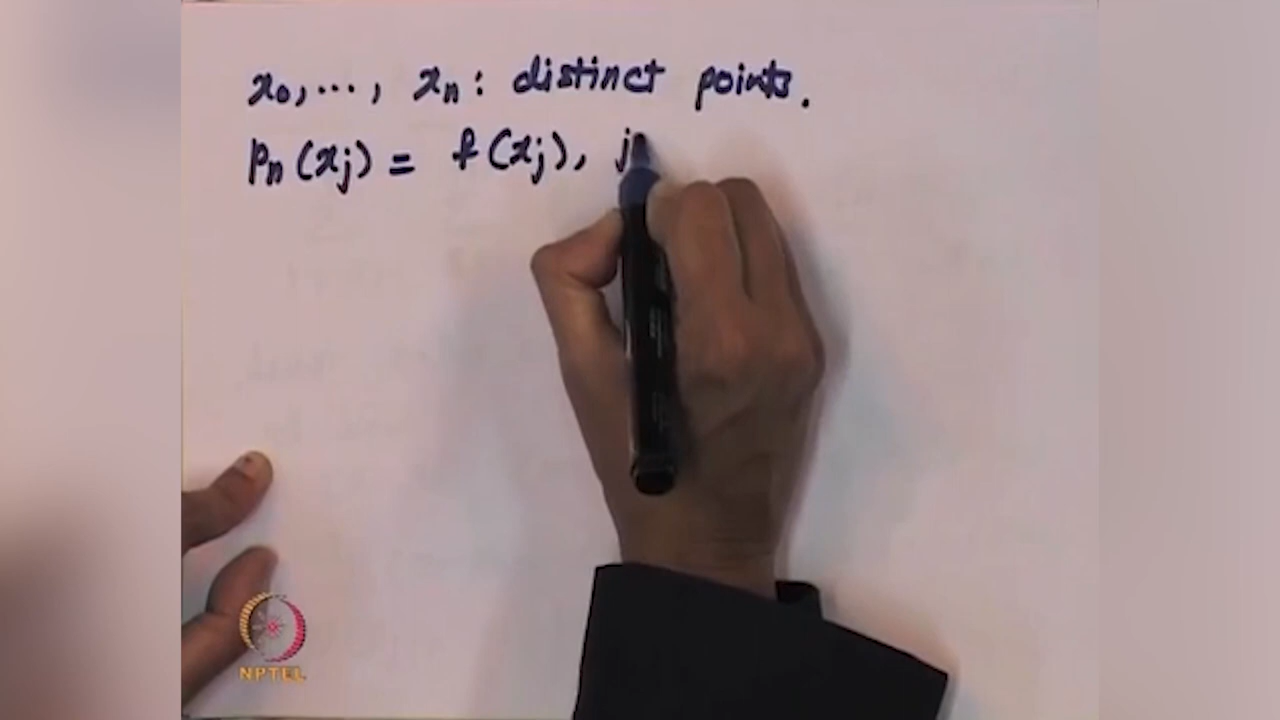 x₀, ..., xₙ : distinct points.
pₙ(xⱼ) = f(xⱼ), j
NPTEL